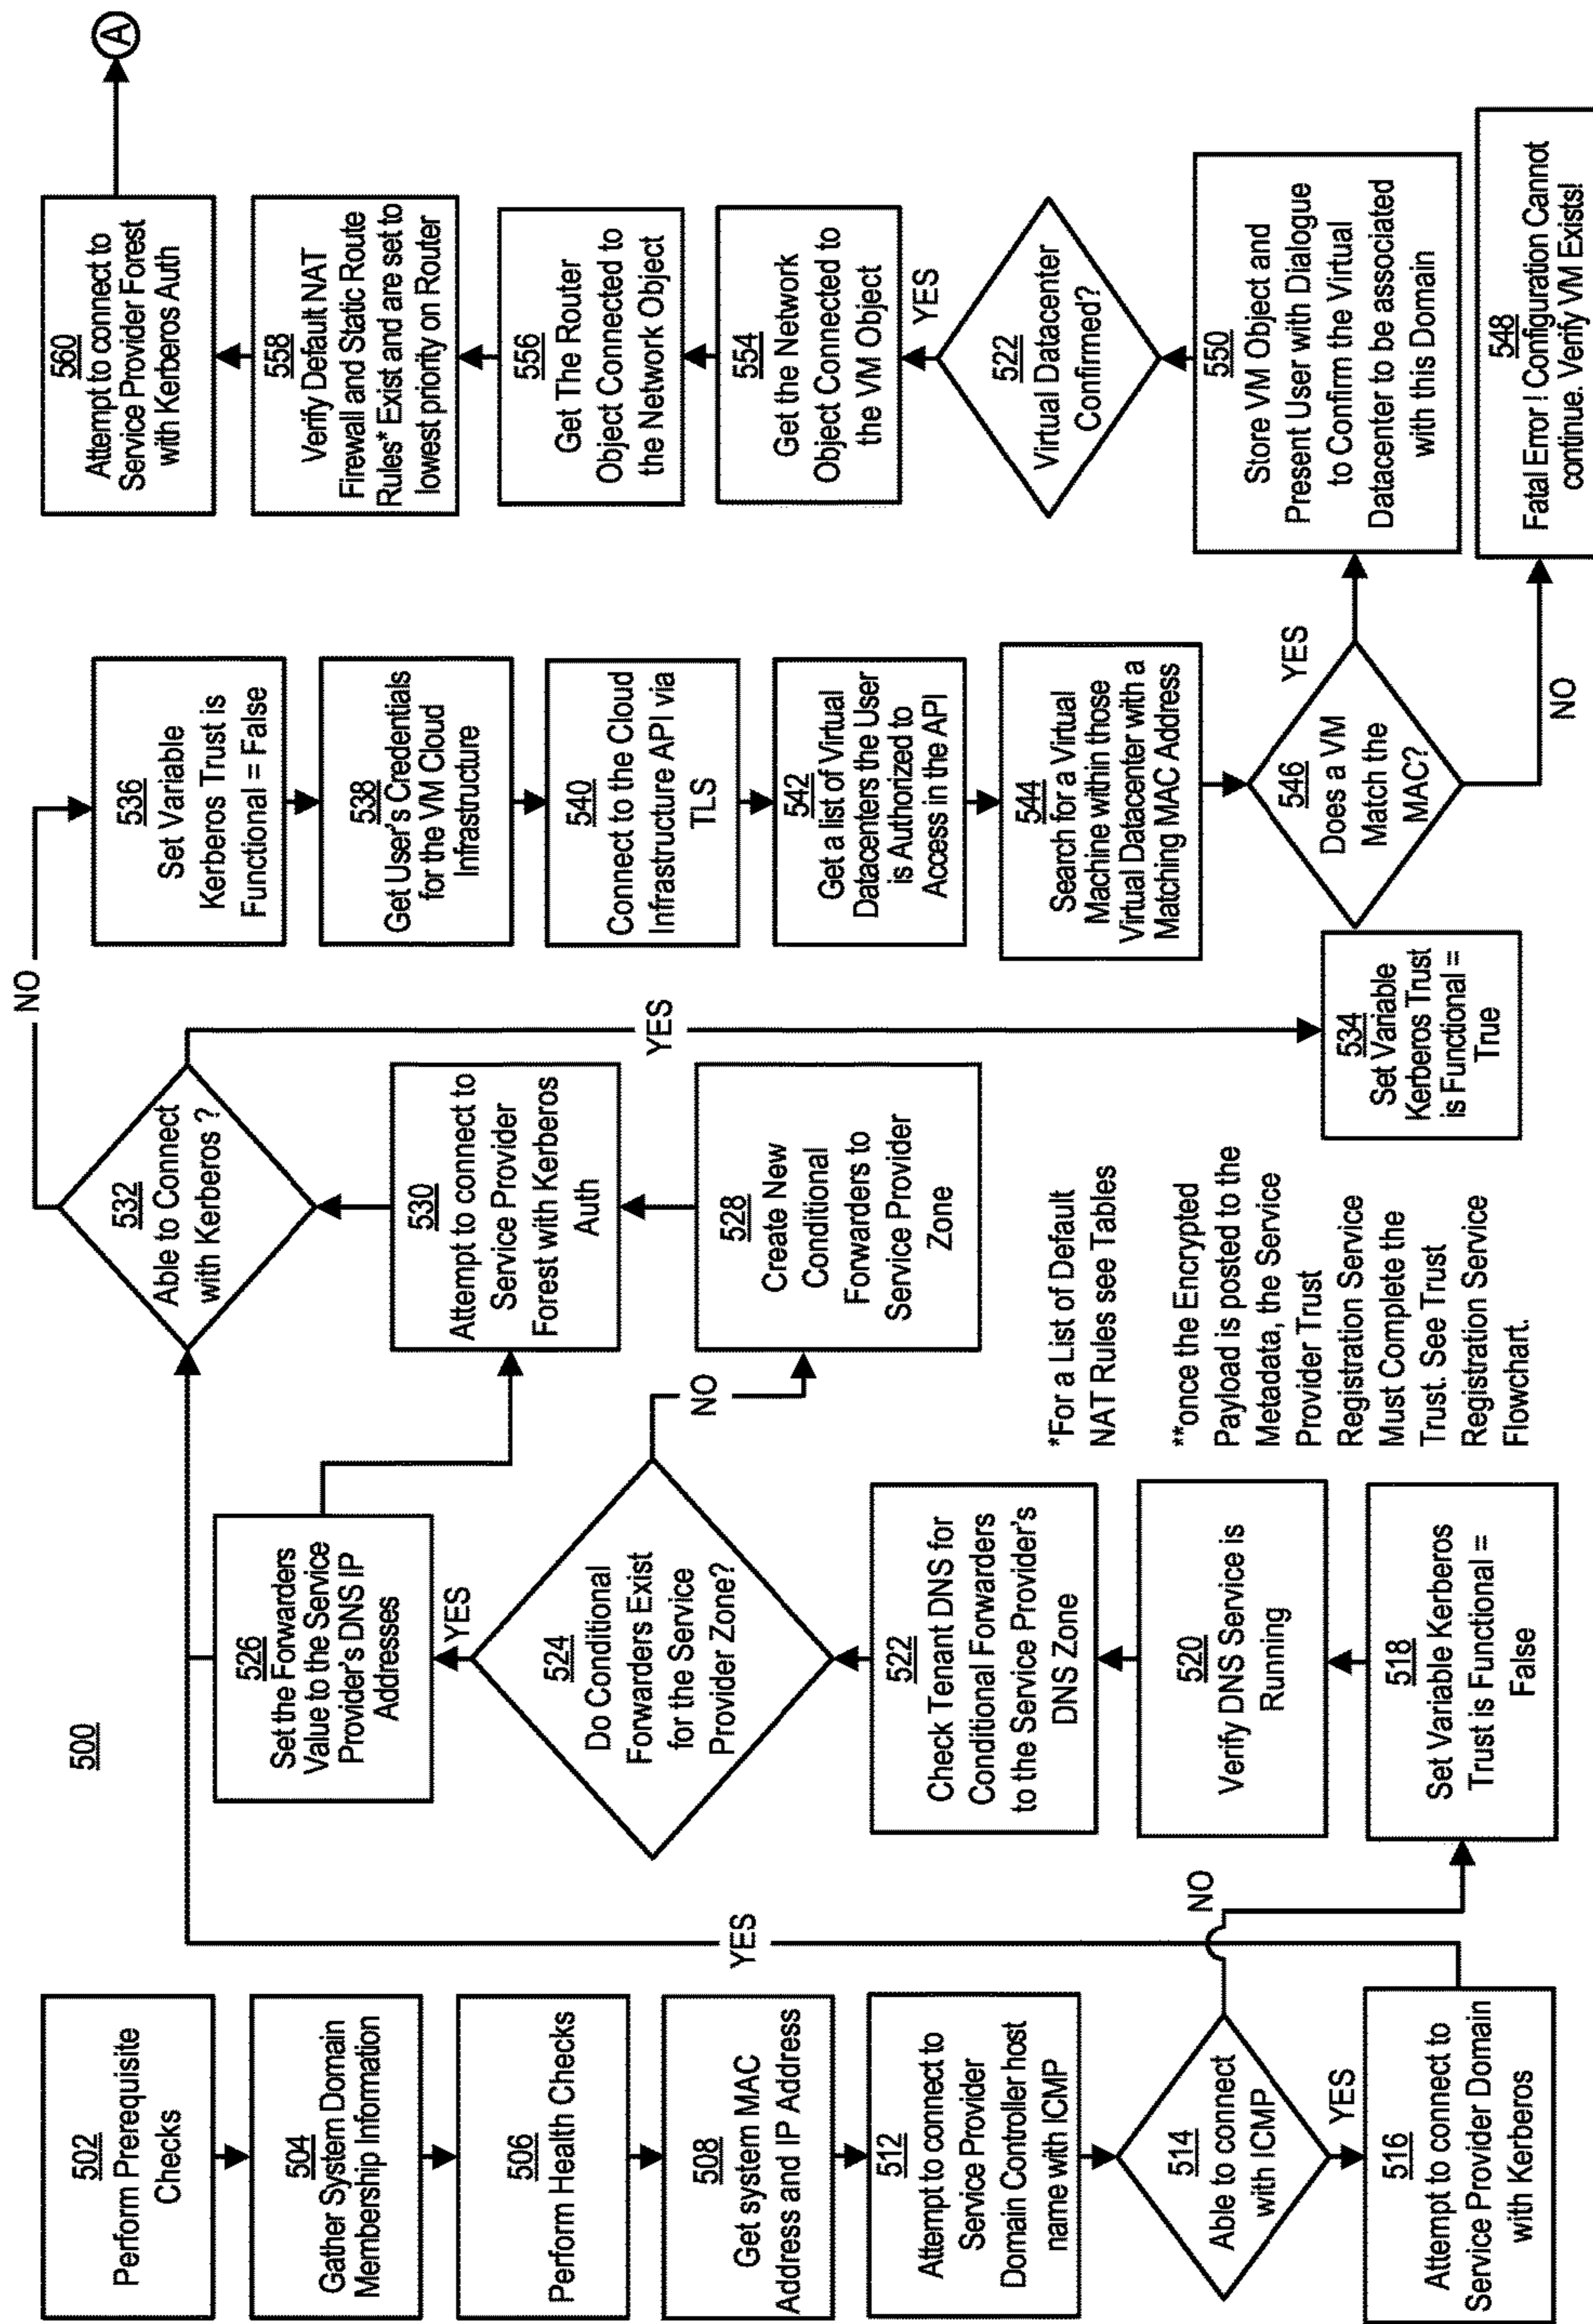 500
502
Perform Prerequisite
Checks
504
Gather System Domain
Membership Information
506
Perform Health Checks
508
Get system MAC
Address and IP Address
512
Attempt to connect to
Service Provider
Domain Controller host
name with ICMP
514
Able to connect
with ICMP
YES
NO
516
Attempt to connect to
Service Provider Domain
with Kerberos
YES
526
Set the Forwarders
Value to the Service
Provider's DNS IP
Addresses
YES
524
Do Conditional
Forwarders Exist
for the Service
Provider Zone?
NO
522
Check Tenant DNS for
Conditional Forwarders
to the Service Provider's
DNS Zone
520
Verify DNS Service is
Running
518
Set Variable Kerberos
Trust is Functional =
False
532
Able to Connect
with Kerberos ?
NO
YES
530
Attempt to connect to
Service Provider
Forest with Kerberos
Auth
528
Create New
Conditional
Forwarders to
Service Provider
Zone
*For a List of Default
NAT Rules see Tables
**once the Encrypted
Payload is posted to the
Metadata, the Service
Provider Trust
Registration Service
Must Complete the
Trust. See Trust
Registration Service
Flowchart.
534
Set Variable
Kerberos Trust
is Functional =
True
536
Set Variable
Kerberos Trust is
Functional = False
538
Get User's Credentials
for the VM Cloud
Infrastructure
540
Connect to the Cloud
Infrastructure API via
TLS
542
Get a list of Virtual
Datacenters the User
is Authorized to
Access in the API
544
Search for a Virtual
Machine within those
Virtual Datacenter with a
Matching MAC Address
546
Does a VM
Match the
MAC?
YES
NO
560
Attempt to connect to
Service Provider Forest
with Kerberos Auth
A
558
Verify Default NAT
Firewall and Static Route
Rules* Exist and are set to
lowest priority on Router
556
Get The Router
Object Connected to
the Network Object
554
Get the Network
Object Connected to
the VM Object
YES
522
Virtual Datacenter
Confirmed?
550
Store VM Object and
Present User with Dialogue
to Confirm the Virtual
Datacenter to be associated
with this Domain
548
Fatal Error ! Configuration Cannot
continue. Verify VM Exists!